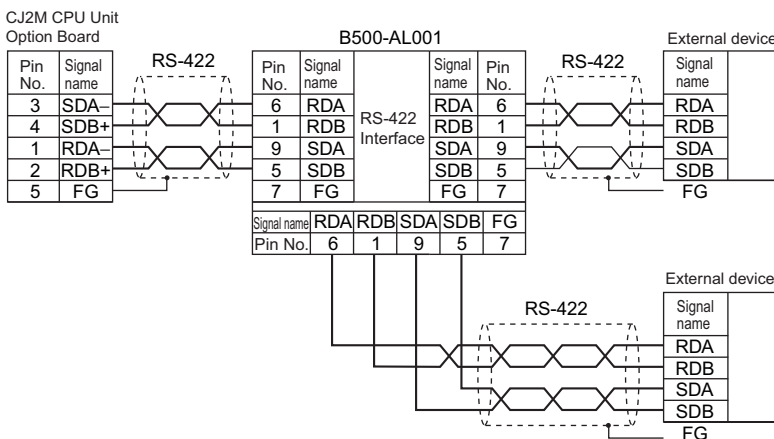 CJ2M CPU Unit
Option Board
B500-AL001
External device
Pin No. Signal name
RS-422
Pin No. Signal name
RS-422 Interface
Signal name Pin No.
RS-422
Signal name
3 SDA– 6 RDA RDA 6 RDA
4 SDB+ 1 RDB RDB 1 RDB
1 RDA– 9 SDA SDA 9 SDA
2 RDB+ 5 SDB SDB 5 SDB
5 FG 7 FG FG 7 FG
Signal name RDA RDB SDA SDB FG
Pin No. 6 1 9 5 7
External device
RS-422
Signal name
RDA
RDB
SDA
SDB
FG